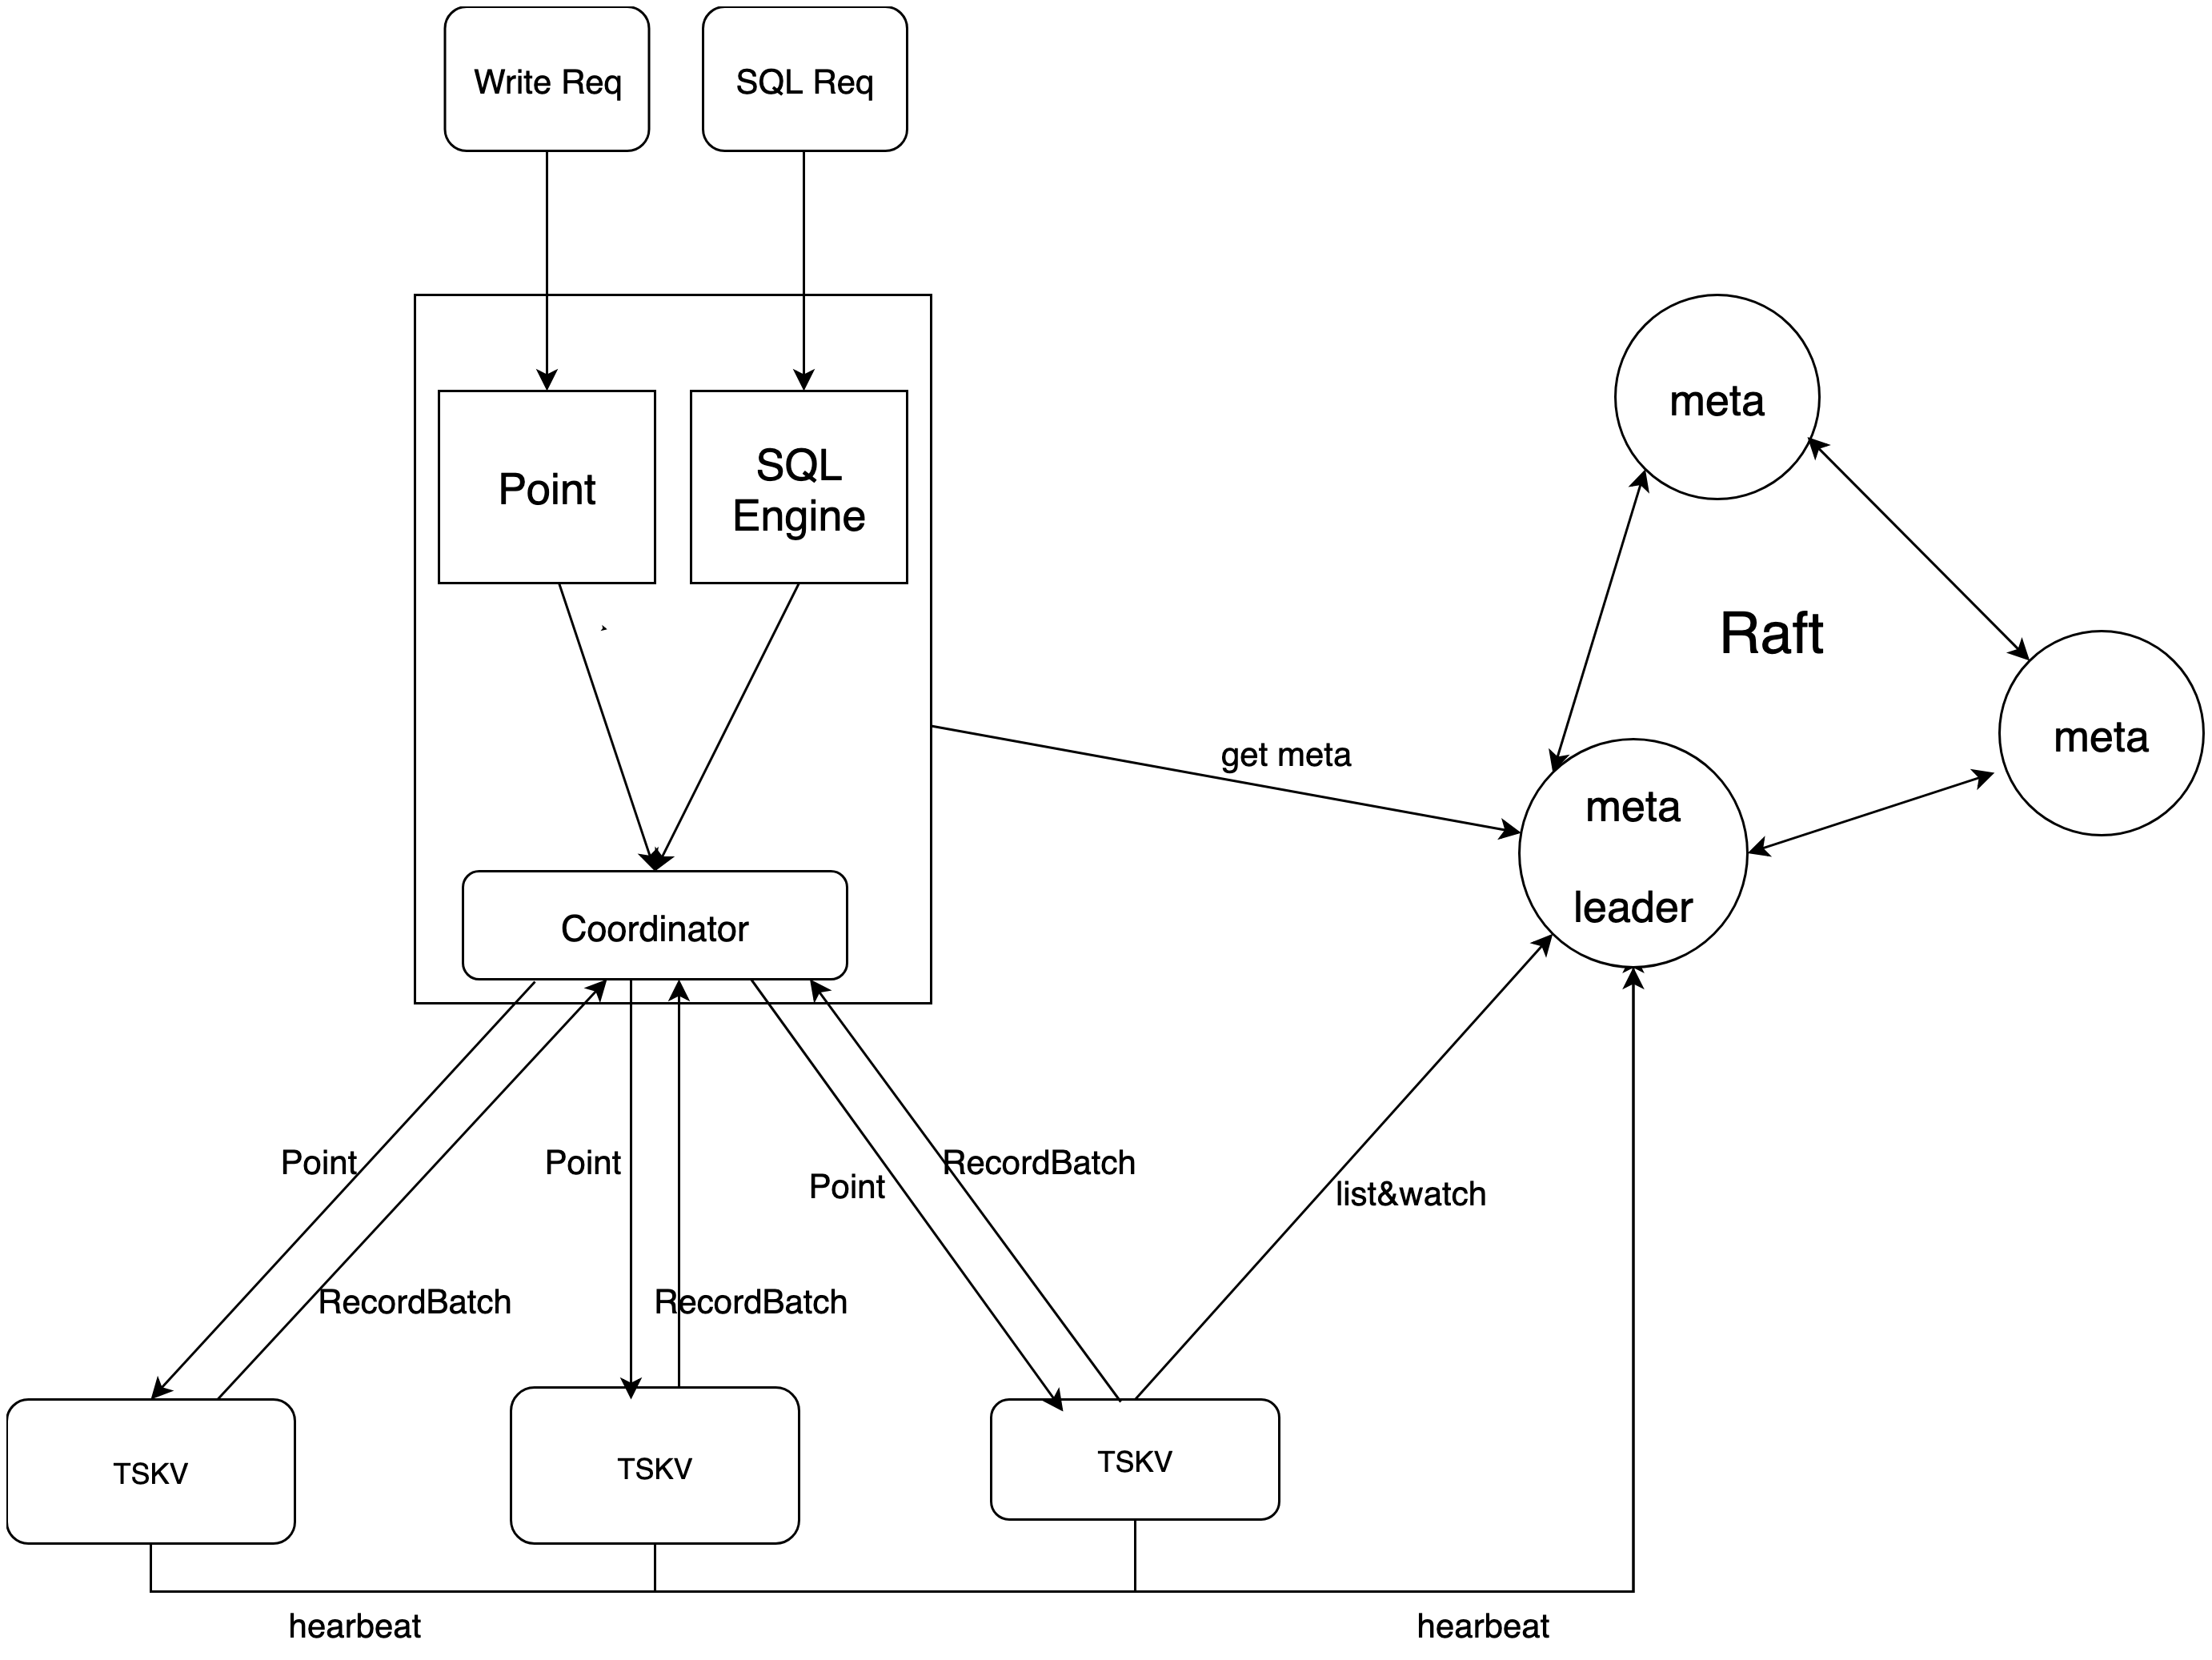 Write Req
SQL Req
meta
Point
SQL
Engine
Raft
meta
get meta
meta
leader
Coordinator
Point
Point
Point
RecordBatch
list&watch
RecordBatch
RecordBatch
TSKV
TSKV
TSKV
hearbeat
hearbeat